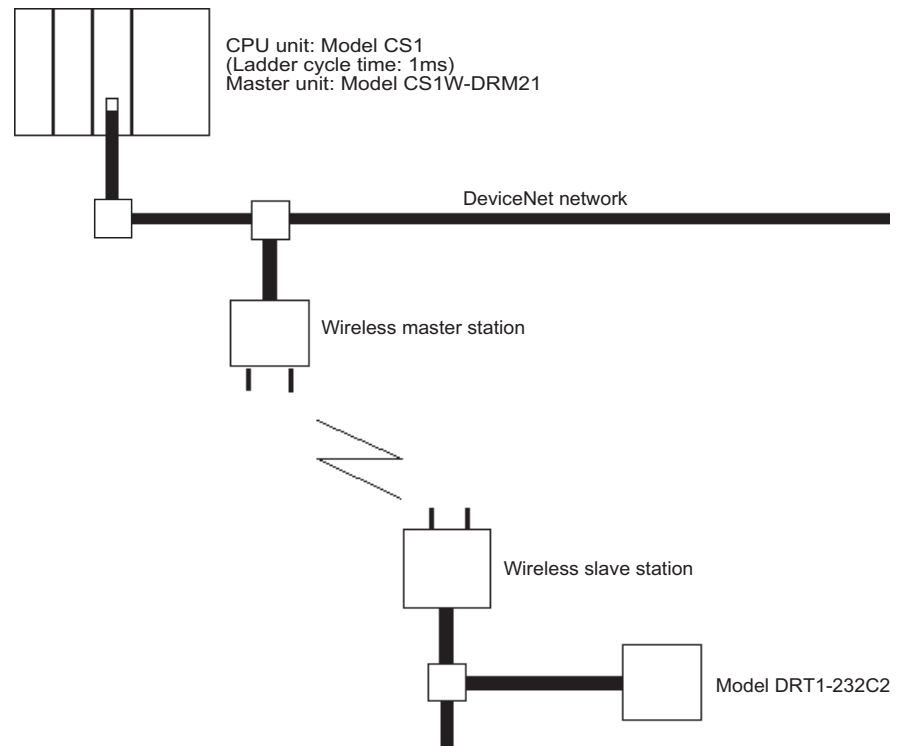 CPU unit: Model CS1
(Ladder cycle time: 1ms)
Master unit: Model CS1W-DRM21
DeviceNet network
Wireless master station
Wireless slave station
Model DRT1-232C2